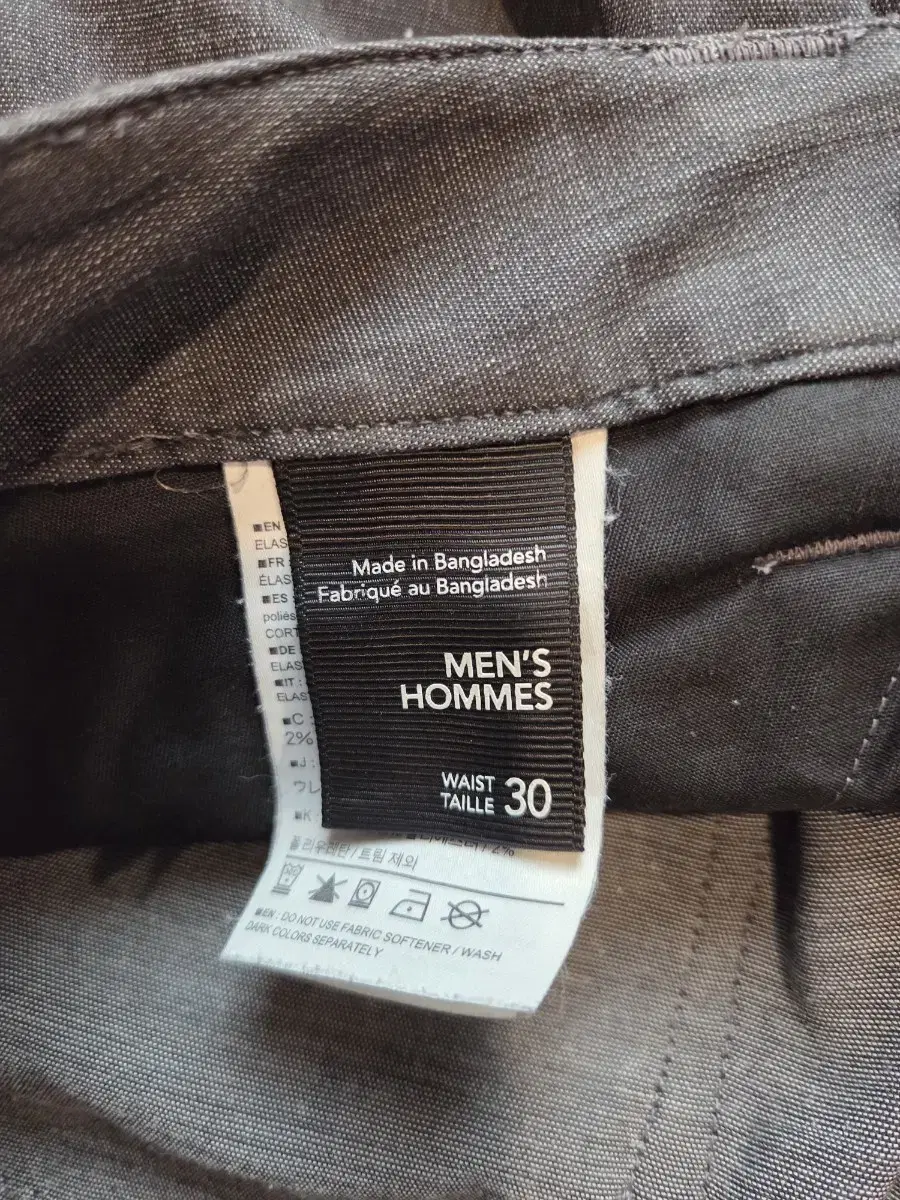 Made in Bangladesh
Fabriqué au Bangladesh
MEN'S
HOMMES
WAIST
TAILLE 30
■EN
ELAS
■FR
ÉLAS
■ES :
poliés
CORT
■DE
ELAS
■IT :
ELAS
■C :
2%
■J :
ウレ
■K :
2%
폴리우레탄 / 트림 제외
■EN : DO NOT USE FABRIC SOFTENER / WASH
DARK COLORS SEPARATELY